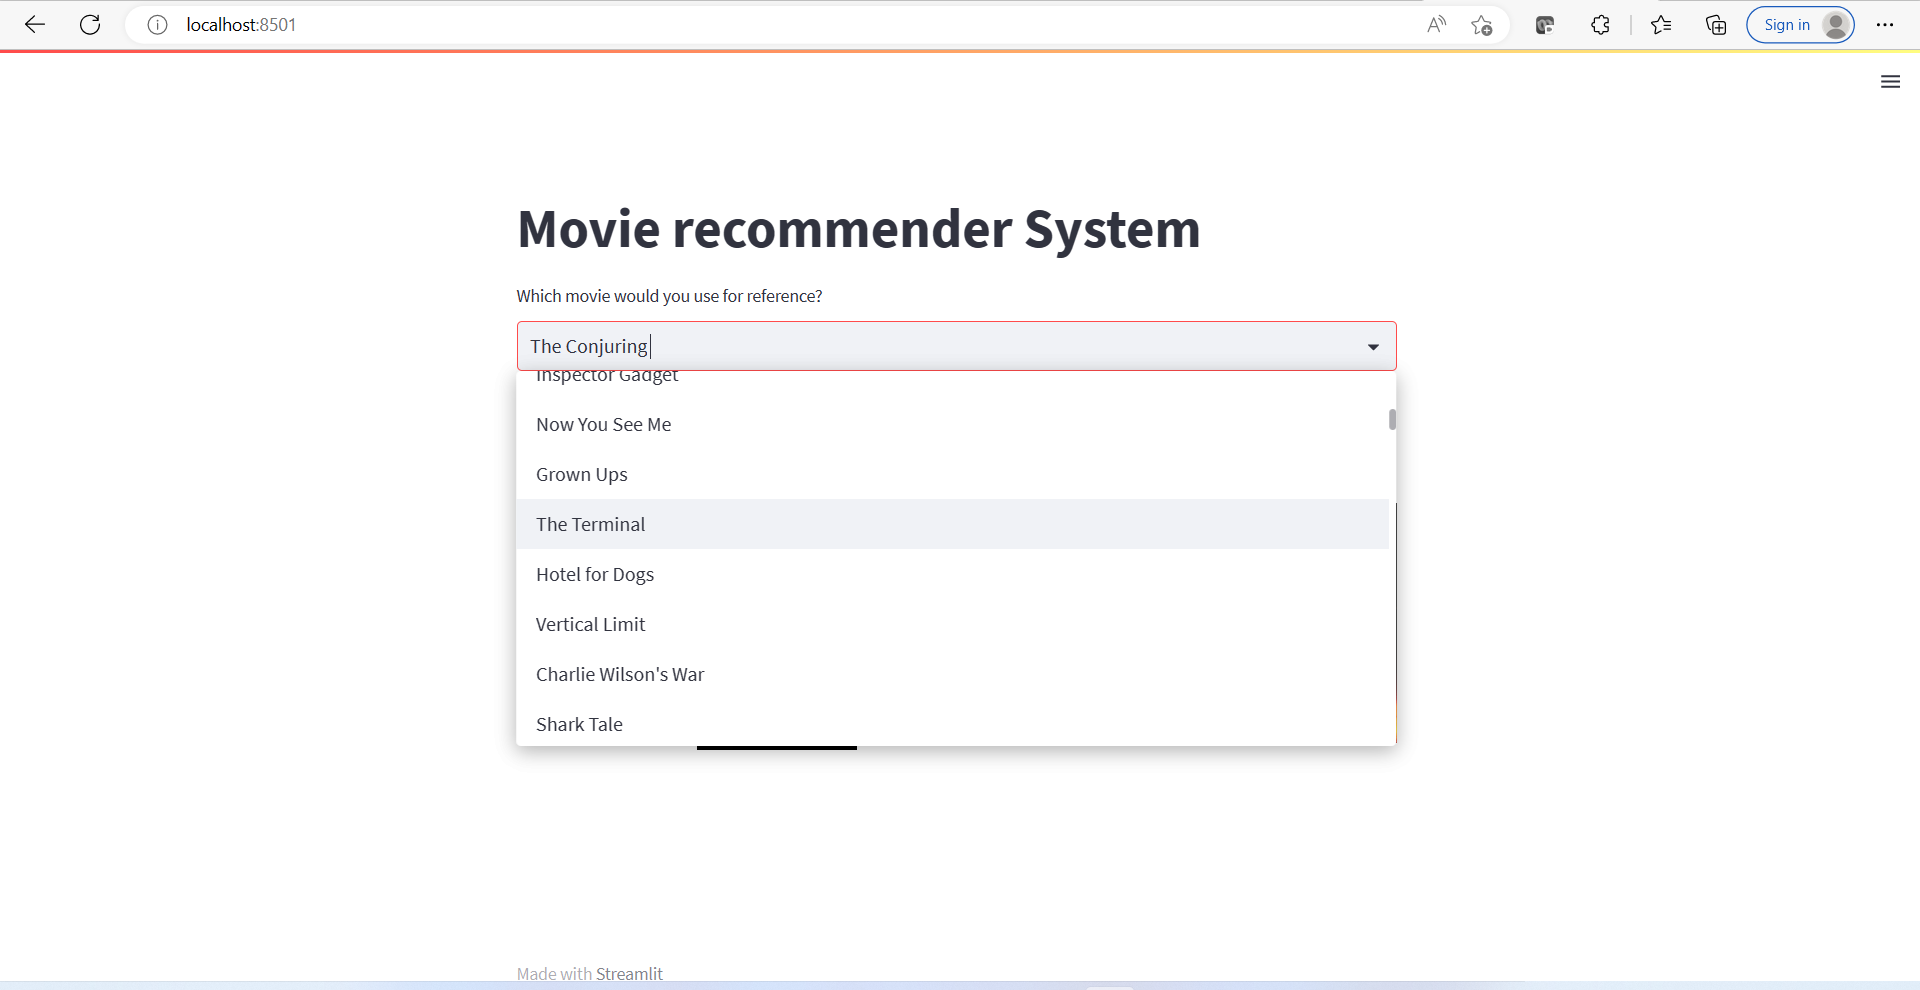 localhost:8501
Sign in
Movie recommender System
Which movie would you use for reference?
The Conjuring
Inspector Gadget
Now You See Me
Grown Ups
The Terminal
Hotel for Dogs
Vertical Limit
Charlie Wilson's War
Shark Tale
Made with Streamlit